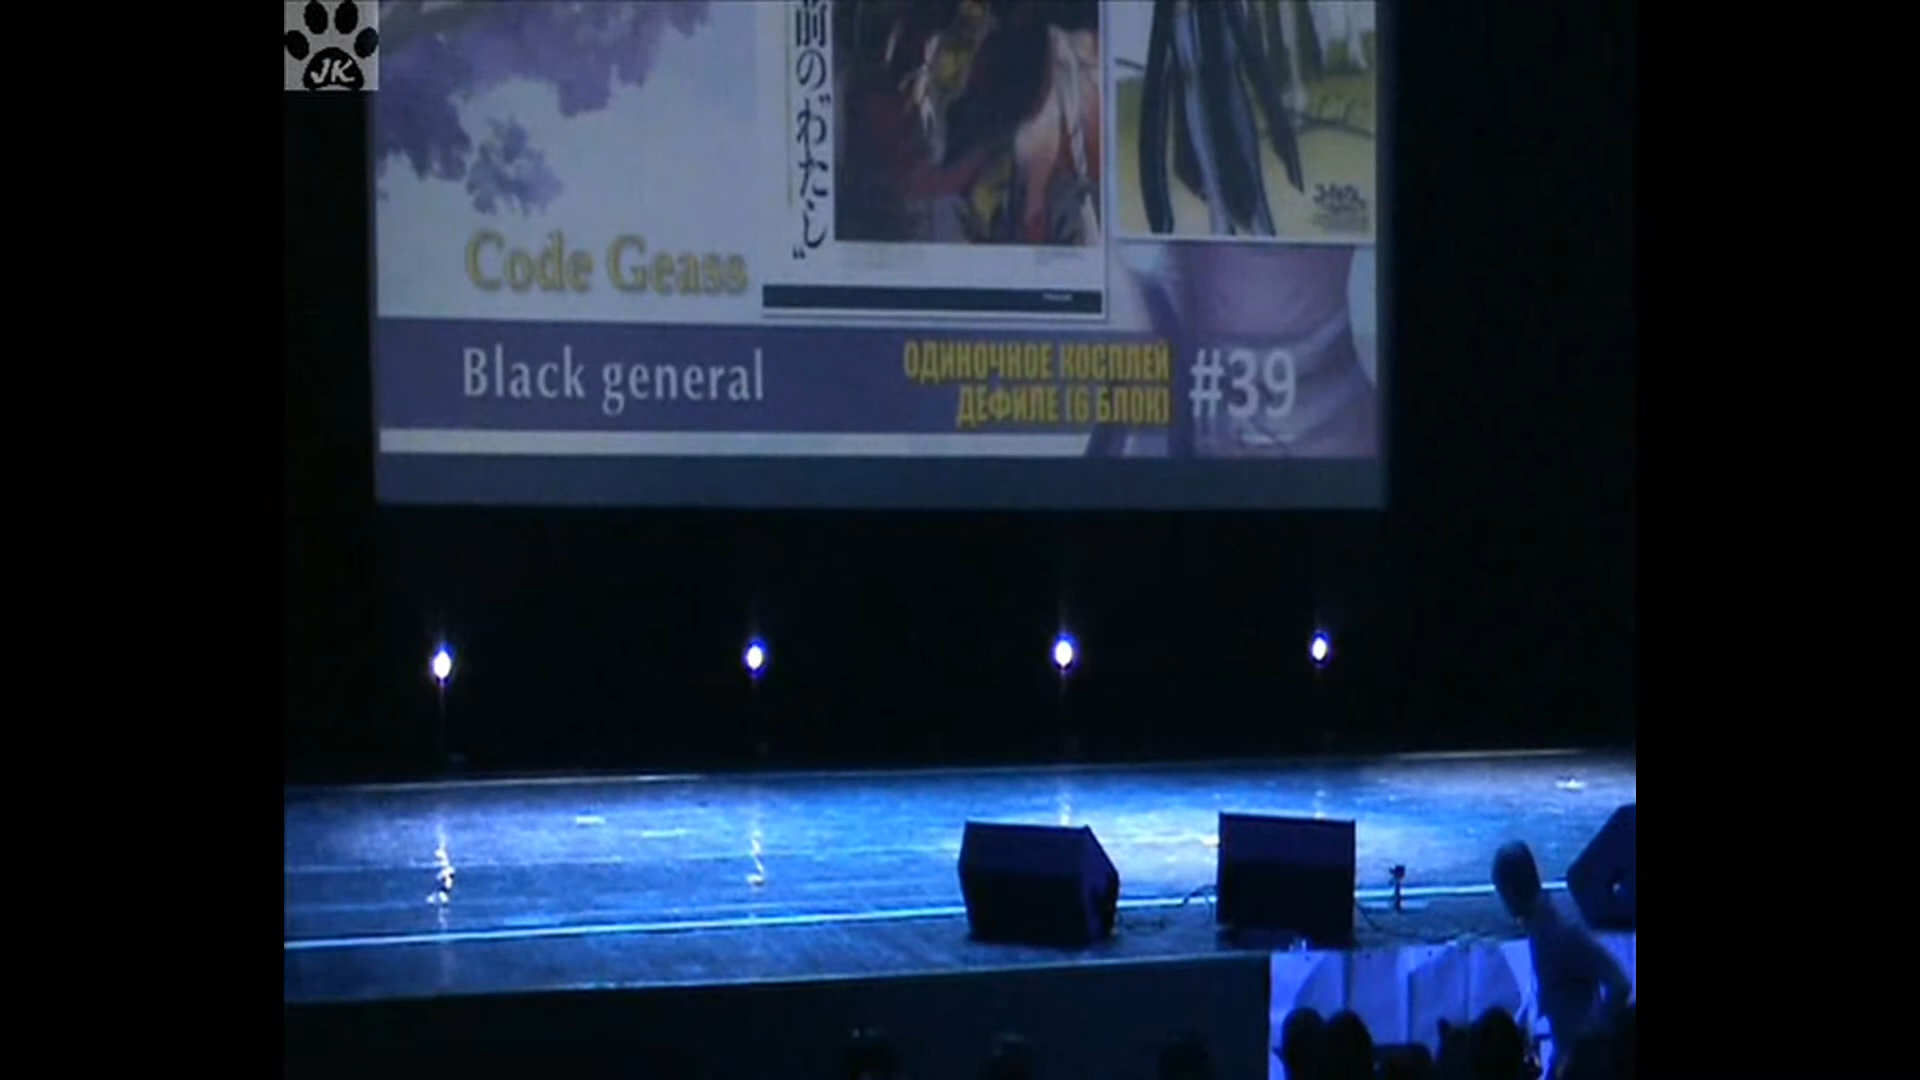 JK
前の"わたし"
Code Geass
Black general
ОДИНОЧНОЕ КОСПЛЕЙ
ДЕФИЛЕ (6 БЛОК)
#39